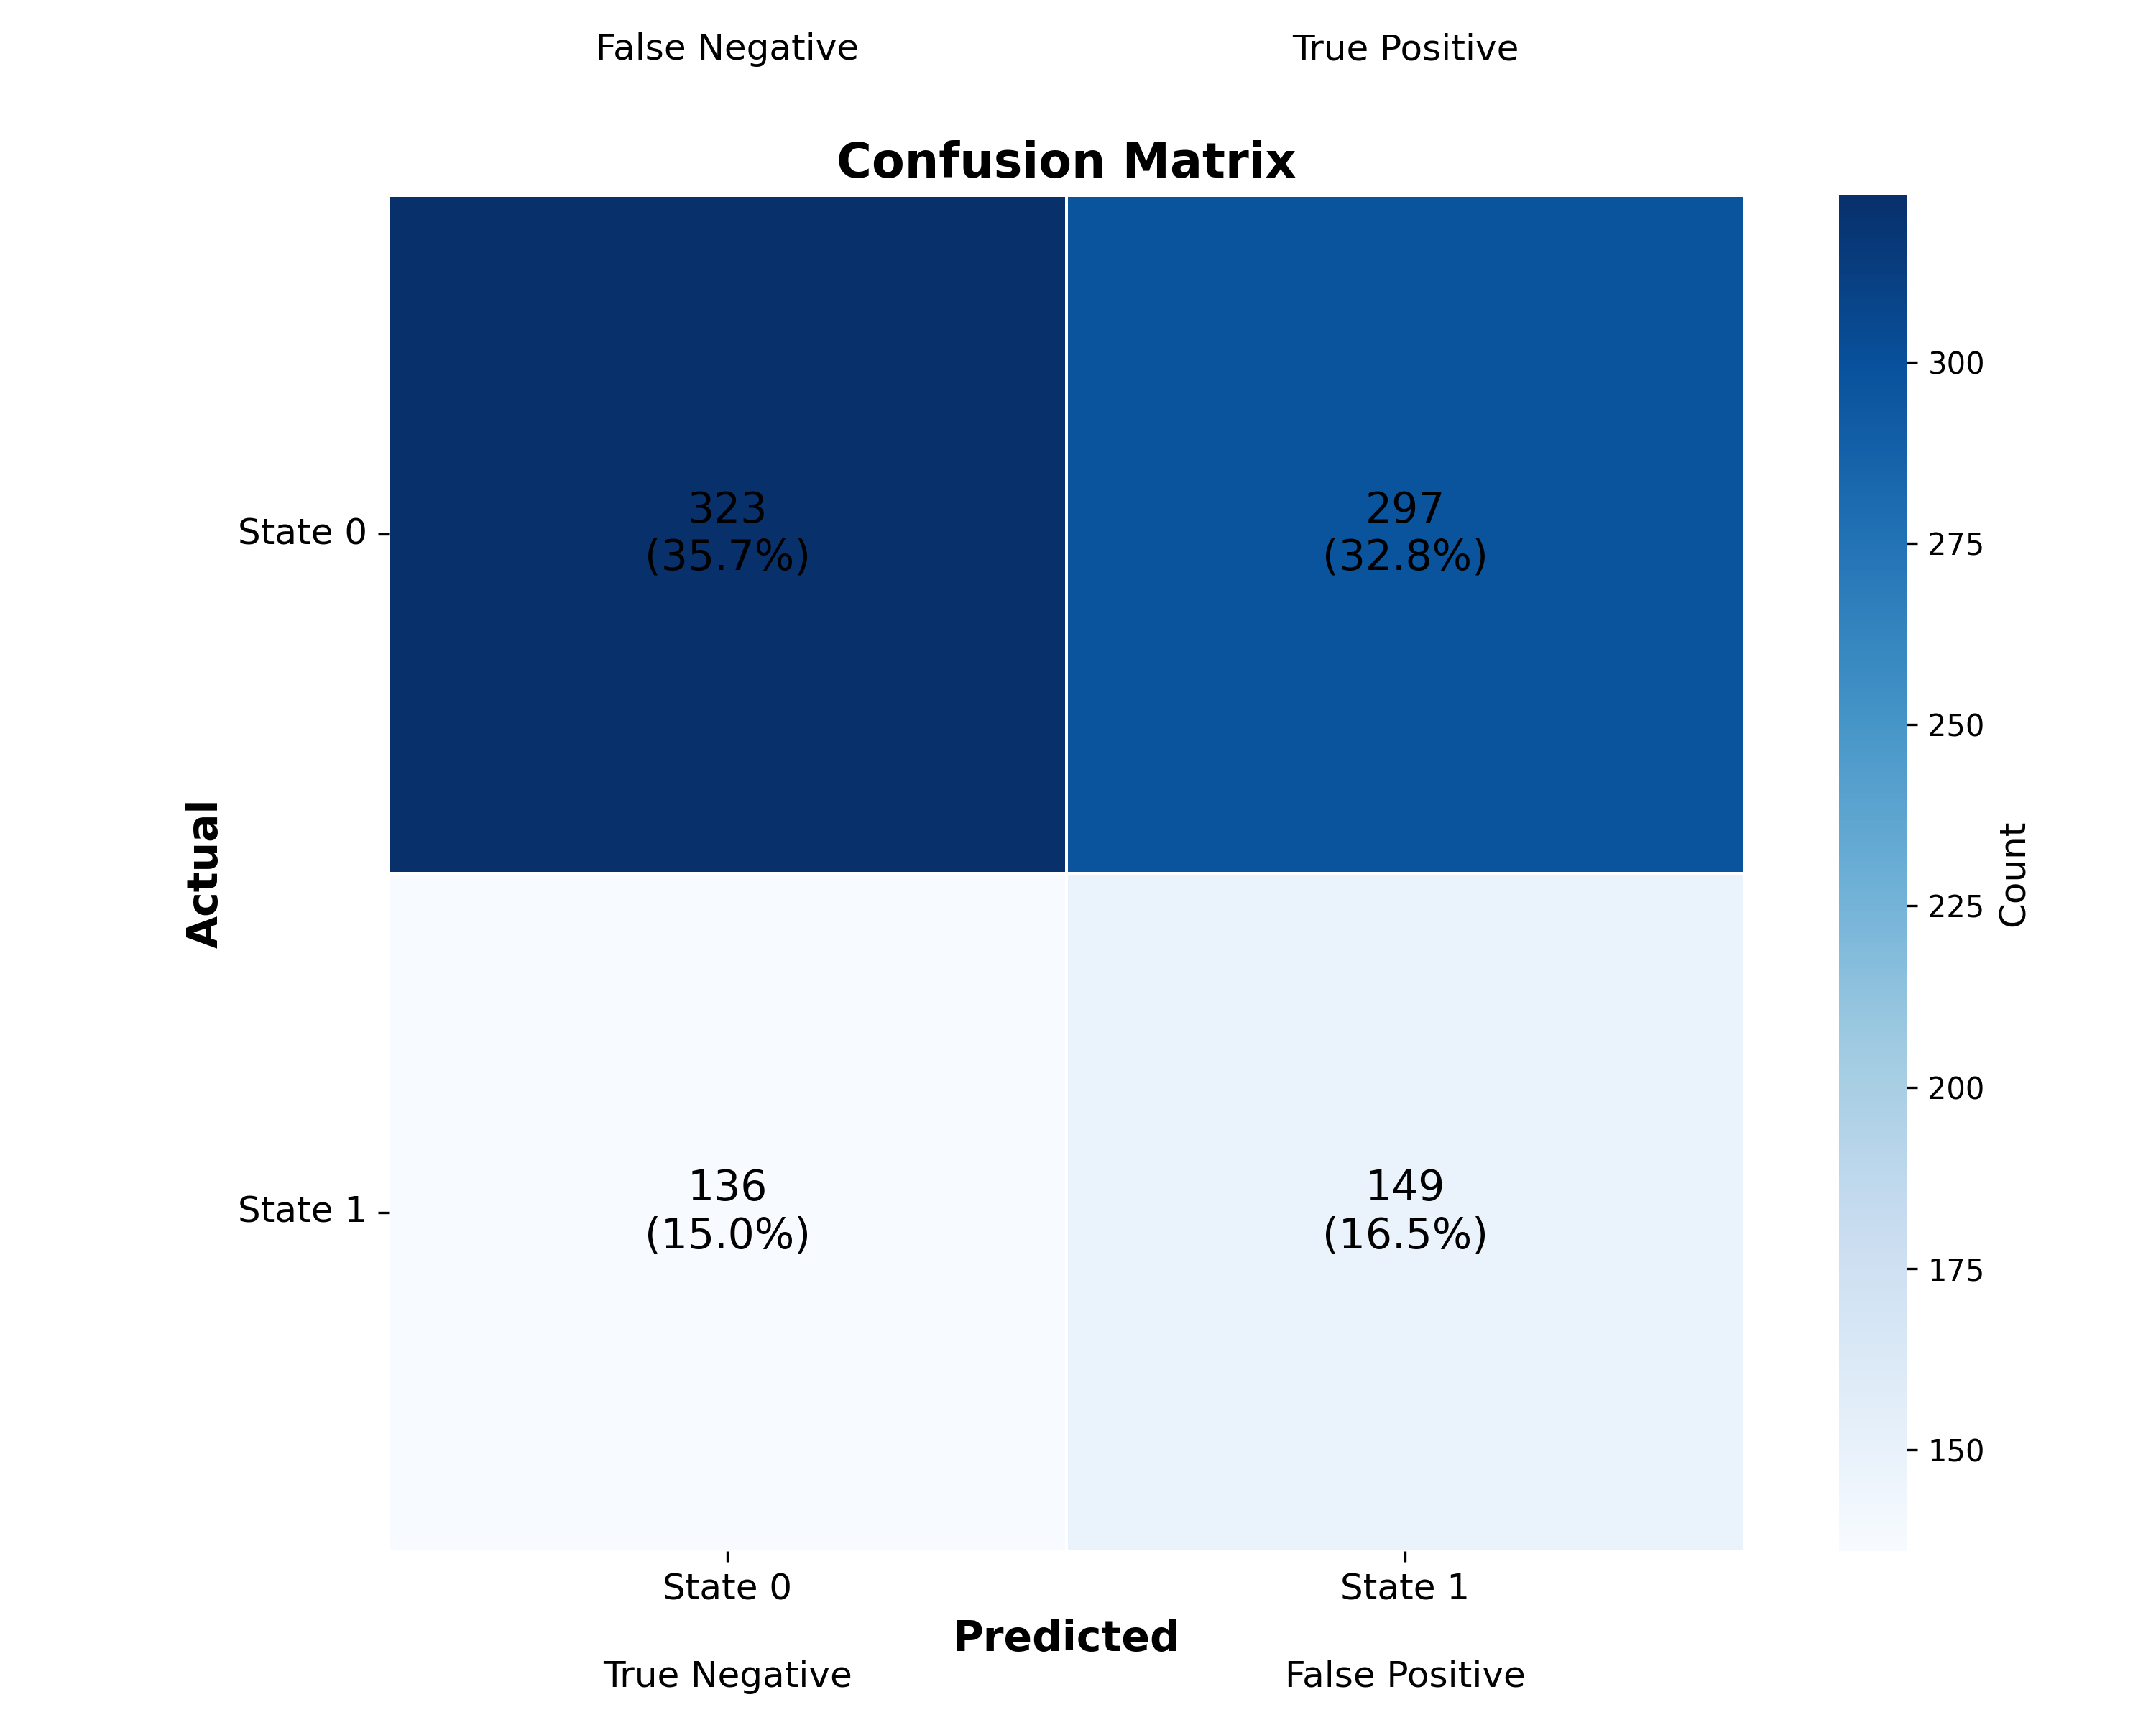 False Negative
True Positive
Confusion Matrix
State 0
323
(35.7%)
297
(32.8%)
Actual
State 1
136
(15.0%)
149
(16.5%)
State 0
State 1
Predicted
True Negative
False Positive
300
275
250
225
200
175
150
Count